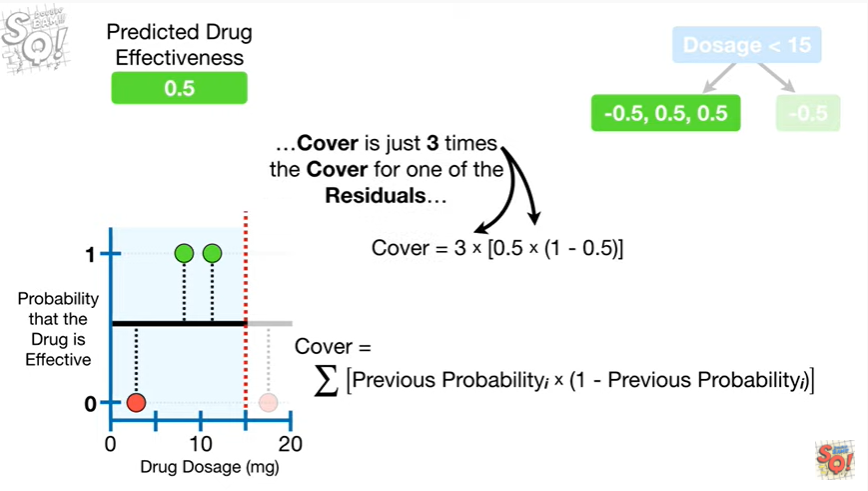 SQ!
Predicted Drug
Effectiveness
0.5
Dosage < 15
-0.5, 0.5, 0.5
-0.5
…Cover is just 3 times
the Cover for one of the
Residuals…
Cover = 3 × [0.5 × (1 - 0.5)]
Probability
that the
Drug is
Effective
1
0
0
10
20
Drug Dosage (mg)
Cover =
∑ [Previous Probabilityᵢ × (1 - Previous Probabilityᵢ)]
SQ!